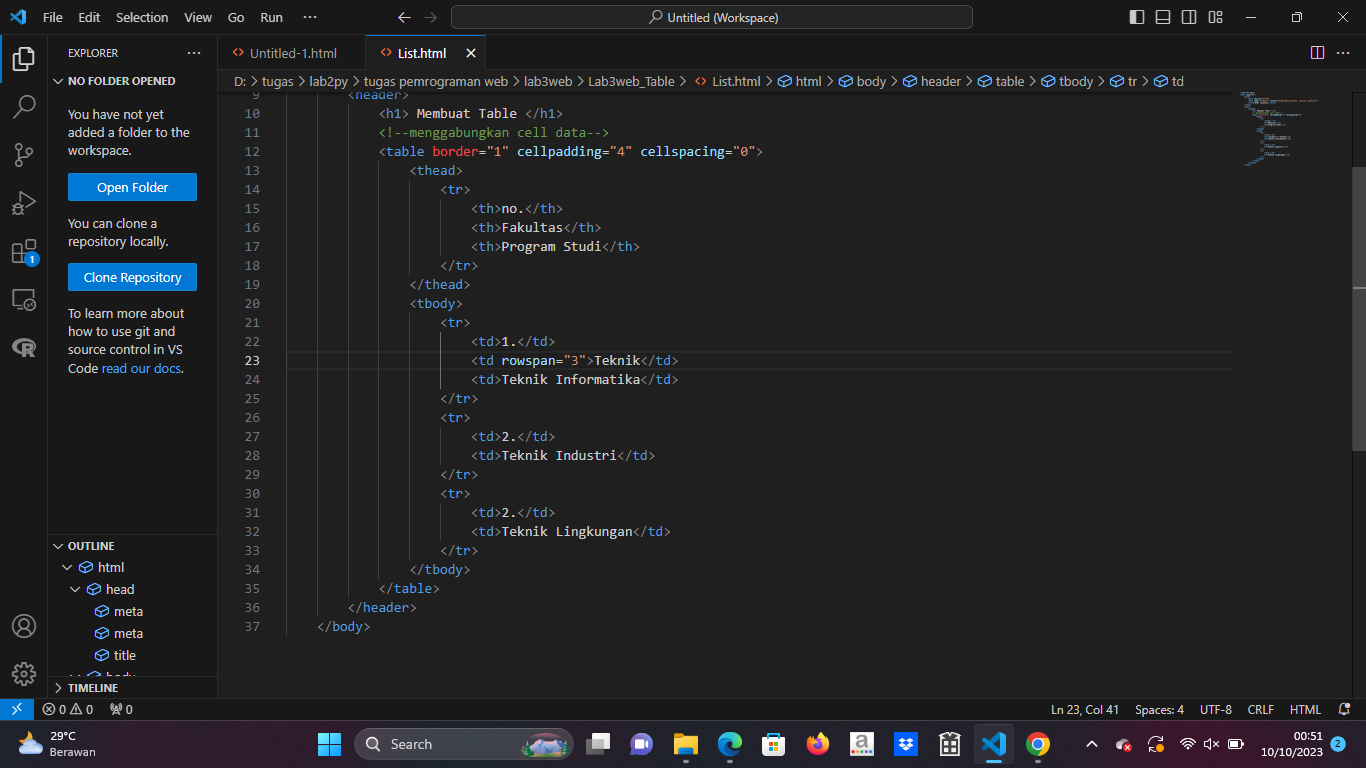 File Edit Selection View Go Run ··· Untitled (Workspace)
EXPLORER ···
NO FOLDER OPENED
You have not yet
added a folder to the
workspace.
Open Folder
You can clone a
repository locally.
Clone Repository
To learn more about
how to use git and
source control in VS
Code read our docs.
1
OUTLINE
html
head
meta
meta
title
body
TIMELINE
Untitled-1.html List.html
D: > tugas > lab2py > tugas pemrograman web > lab3web > Lab3web_Table > List.html > html > body > header > table > tbody > tr > td
9 <header>
10 <h1> Membuat Table </h1>
11 <!--menggabungkan cell data-->
12 <table border="1" cellpadding="4" cellspacing="0">
13 <thead>
14 <tr>
15 <th>no.</th>
16 <th>Fakultas</th>
17 <th>Program Studi</th>
18 </tr>
19 </thead>
20 <tbody>
21 <tr>
22 <td>1.</td>
23 <td rowspan="3">Teknik</td>
24 <td>Teknik Informatika</td>
25 </tr>
26 <tr>
27 <td>2.</td>
28 <td>Teknik Industri</td>
29 </tr>
30 <tr>
31 <td>2.</td>
32 <td>Teknik Lingkungan</td>
33 </tr>
34 </tbody>
35 </table>
36 </header>
37 </body>
0 0 0 Ln 23, Col 41 Spaces: 4 UTF-8 CRLF HTML
29°C
Berawan
Search
a
R
00:51
10/10/2023
2